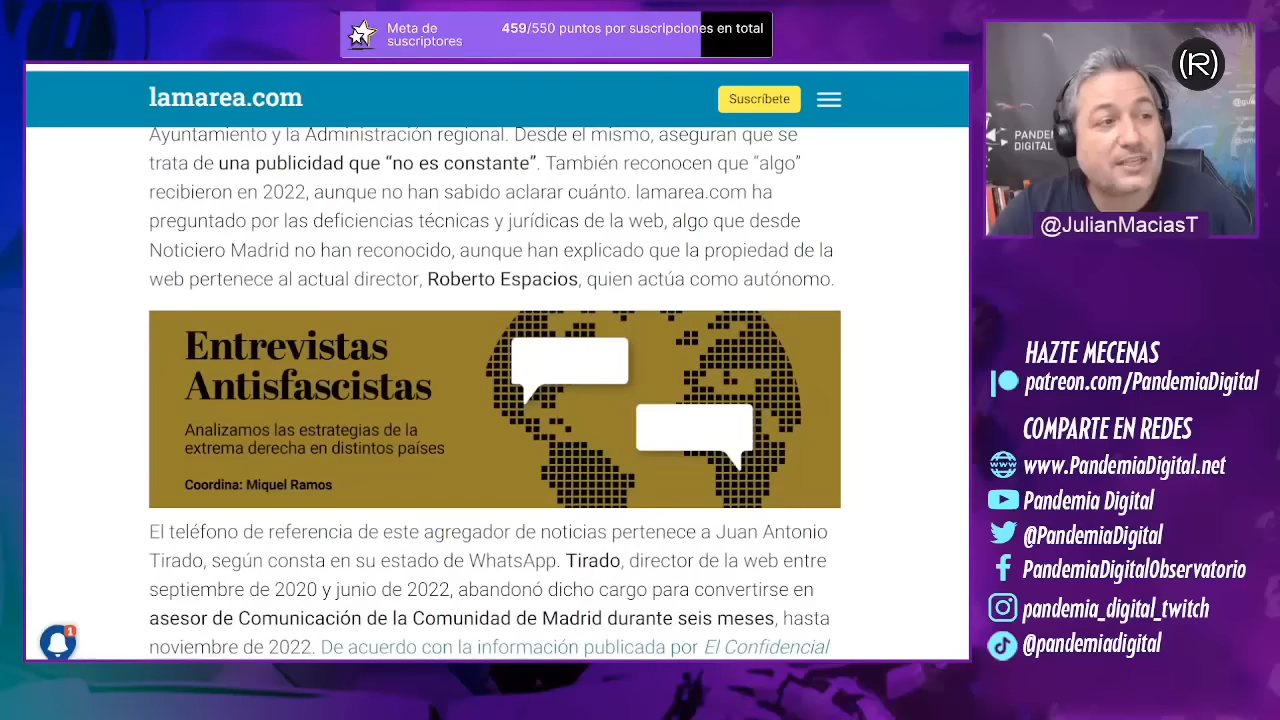 Meta de
suscriptores
459/550 puntos por suscripciones en total
lamarea.com
Suscríbete
Ayuntamiento y la Administración regional. Desde el mismo, aseguran que se
trata de una publicidad que “no es constante”. También reconocen que “algo”
recibieron en 2022, aunque no han sabido aclarar cuánto. lamarea.com ha
preguntado por las deficiencias técnicas y jurídicas de la web, algo que desde
Noticiero Madrid no han reconocido, aunque han explicado que la propiedad de la
web pertenece al actual director, Roberto Espacios, quien actúa como autónomo.
Entrevistas
Antisfascistas
Analizamos las estrategias de la
extrema derecha en distintos países
Coordina: Miquel Ramos
El teléfono de referencia de este agregador de noticias pertenece a Juan Antonio
Tirado, según consta en su estado de WhatsApp. Tirado, director de la web entre
septiembre de 2020 y junio de 2022, abandonó dicho cargo para convertirse en
asesor de Comunicación de la Comunidad de Madrid durante seis meses, hasta
noviembre de 2022. De acuerdo con la información publicada por El Confidencial
1
(R)
PANDEM
DIGITAL
@JulianMaciasT
HAZTE MECENAS
patreon.com/PandemiaDigital
COMPARTE EN REDES
www.PandemiaDigital.net
Pandemia Digital
@PandemiaDigital
PandemiaDigitalObservatorio
pandemia_digital_twitch
@pandemiadigital